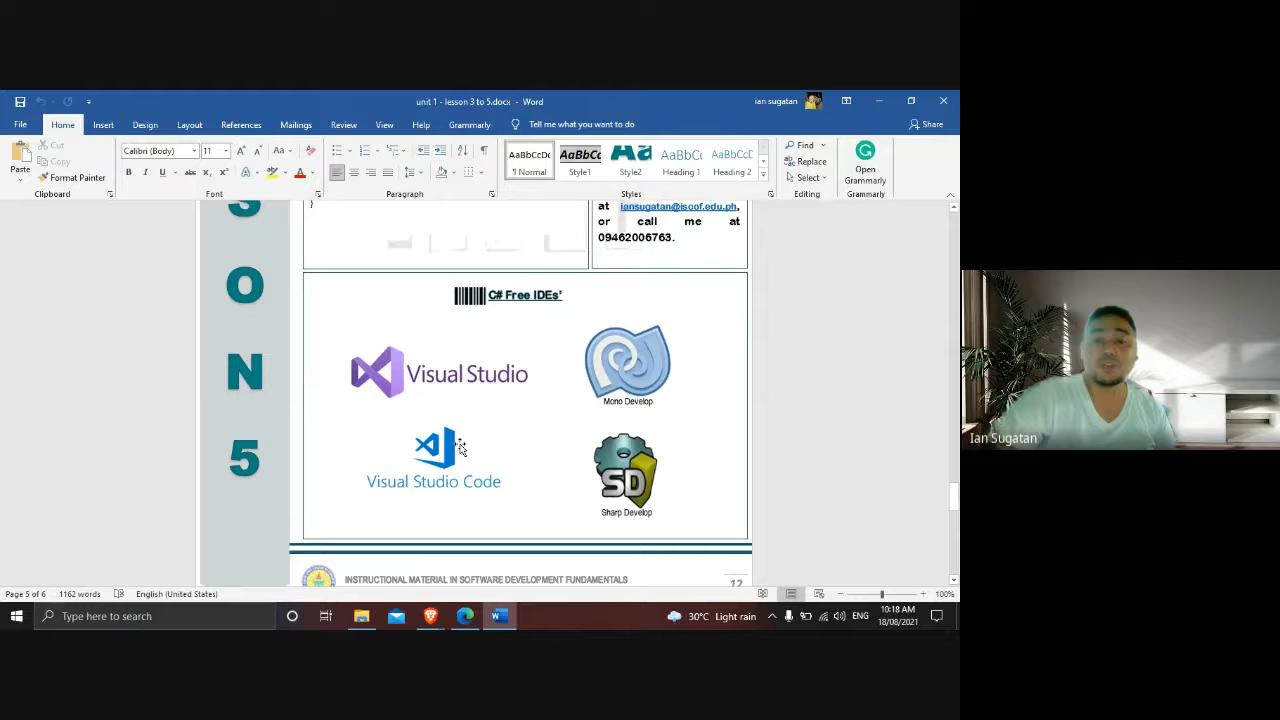 unit 1 - lesson 3 to 5.docx - Word
ian sugatan
File Home Insert Design Layout References Mailings Review View Help Grammarly Tell me what you want to do Share
Paste
Cut
Copy
Format Painter
Clipboard
Calibri (Body) 11
Aa
B I U abc x₂ x² A A
Font
Paragraph
AaBbCcDc AaBbCc AaBb AaBbCc AaBbCcD
¶ Normal Style1 Style2 Heading 1 Heading 2
Styles
Find
Replace
Select
Editing
Open
Grammarly
Grammarly
S
O
N
5
}
at iansugatan@iscof.edu.ph,
or call me at
09462006763.
C# Free IDEs'
Visual Studio
Mono Develop
Visual Studio Code
SD
Sharp Develop
INSTRUCTIONAL MATERIAL IN SOFTWARE DEVELOPMENT FUNDAMENTALS
12
Page 5 of 6 1162 words English (United States) 100%
Type here to search
30°C Light rain
ENG
10:18 AM
18/08/2021
Ian Sugatan